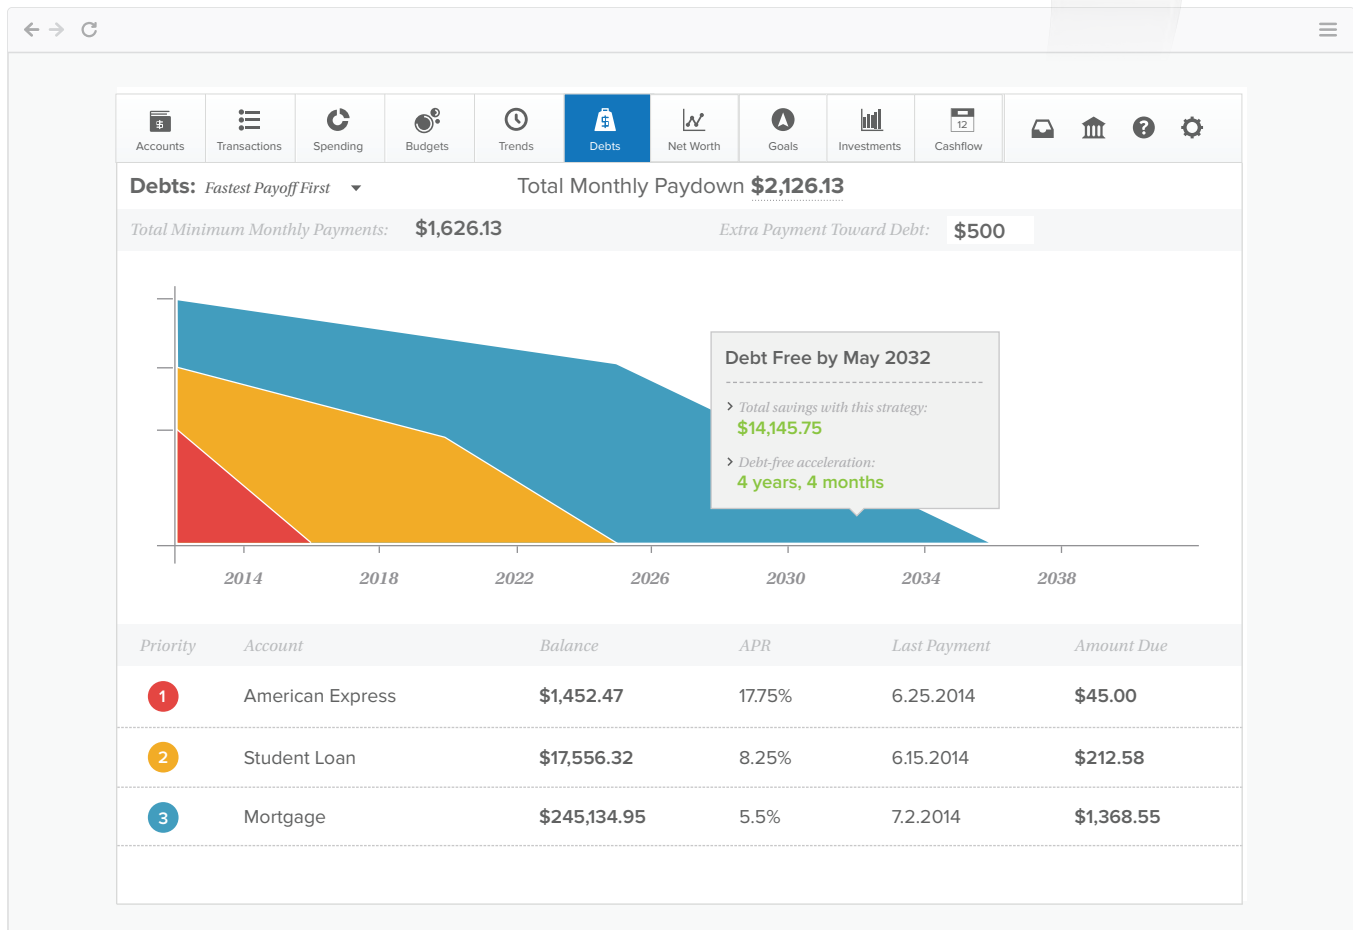 Accounts Transactions Spending Budgets Trends Debts Net Worth Goals Investments 12 Cashflow ?
Debts: Fastest Payoff First Total Monthly Paydown $2,126.13
Total Minimum Monthly Payments: $1,626.13 Extra Payment Toward Debt: $500
Debt Free by May 2032
Total savings with this strategy:
$14,145.75
Debt-free acceleration:
4 years, 4 months
2014 2018 2022 2026 2030 2034 2038
Priority Account Balance APR Last Payment Amount Due
1 American Express $1,452.47 17.75% 6.25.2014 $45.00
2 Student Loan $17,556.32 8.25% 6.15.2014 $212.58
3 Mortgage $245,134.95 5.5% 7.2.2014 $1,368.55